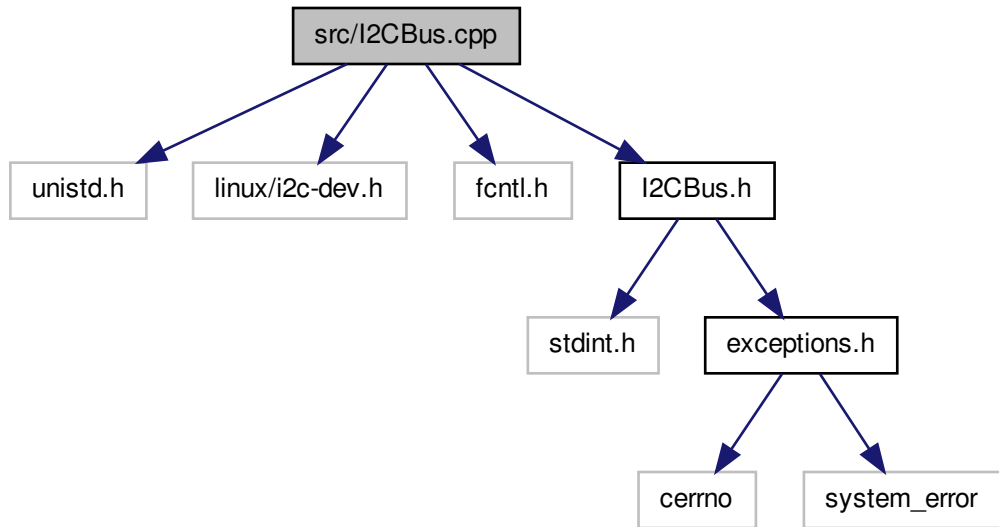 src/I2CBus.cpp
unistd.h
linux/i2c-dev.h
fcntl.h
I2CBus.h
stdint.h
exceptions.h
cerrno
system_error